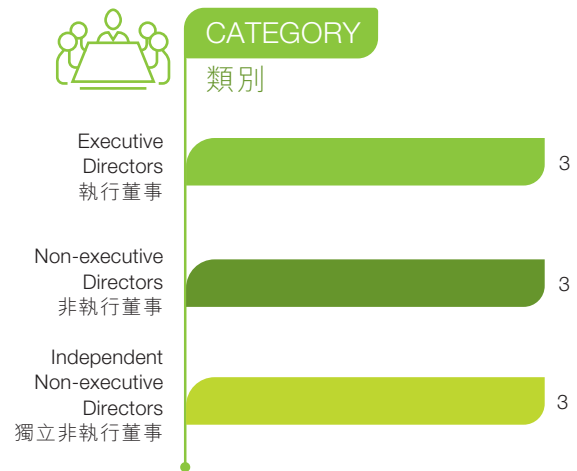 CATEGORY
類別
Executive
Directors
執行董事
3
Non-executive
Directors
非執行董事
3
Independent
Non-executive
Directors
獨立非執行董事
3